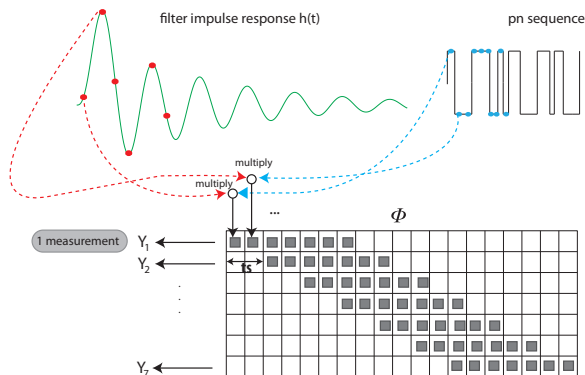 filter impulse response h(t)
pn sequence
multiply
multiply
...
Φ
1 measurement
Y1
ts
Y2
.
.
.
Y7